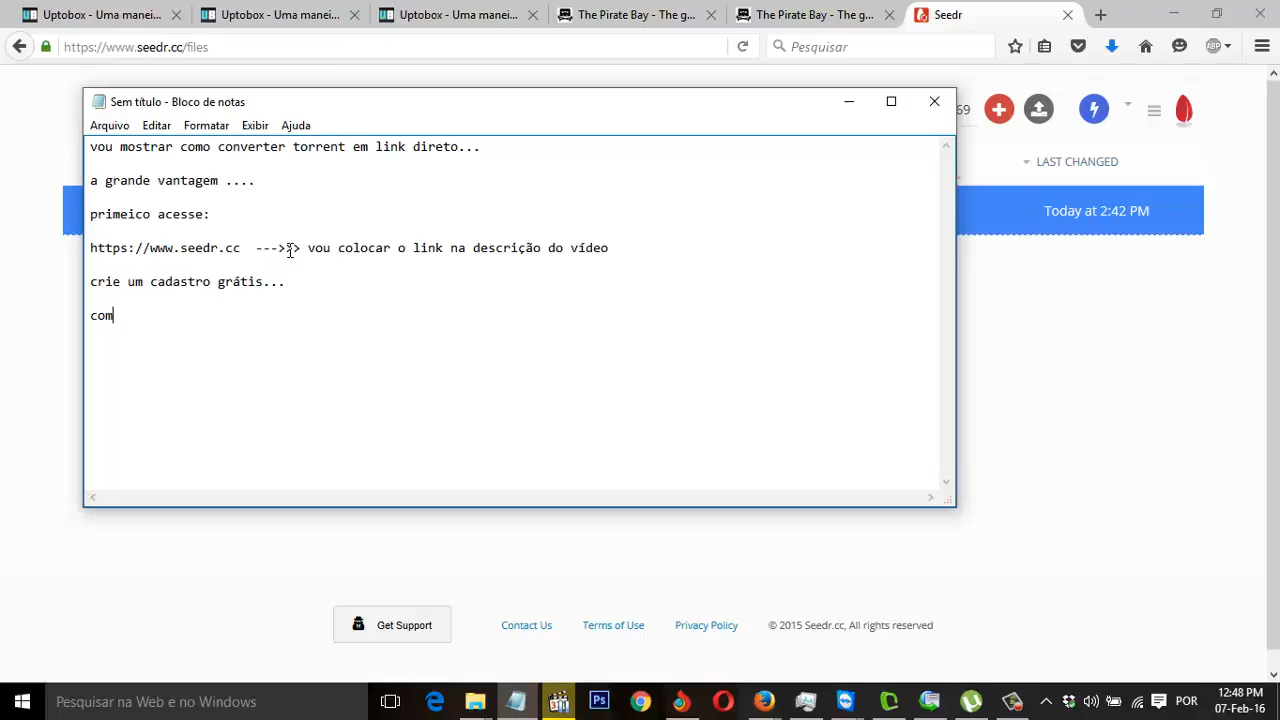 Uptobox - Uma manei...
Uptobox - Uma manei...
Uptobox - Uma manei...
The Pirate Bay - The g...
The Pirate Bay - The g...
Seedr
https://www.seedr.cc/files
Pesquisar
ABP
Sem título - Bloco de notas
Arquivo Editar Formatar Exibir Ajuda
69
LAST CHANGED
Today at 2:42 PM
vou mostrar como converter torrent em link direto...
a grande vantagem ....
primeico acesse:
https://www.seedr.cc --->>> vou colocar o link na descrição do vídeo
crie um cadastro grátis...
com
Get Support
Contact Us
Terms of Use
Privacy Policy
© 2015 Seedr.cc, All rights reserved
Pesquisar na Web e no Windows
Ps
POR
12:48 PM
07-Feb-16